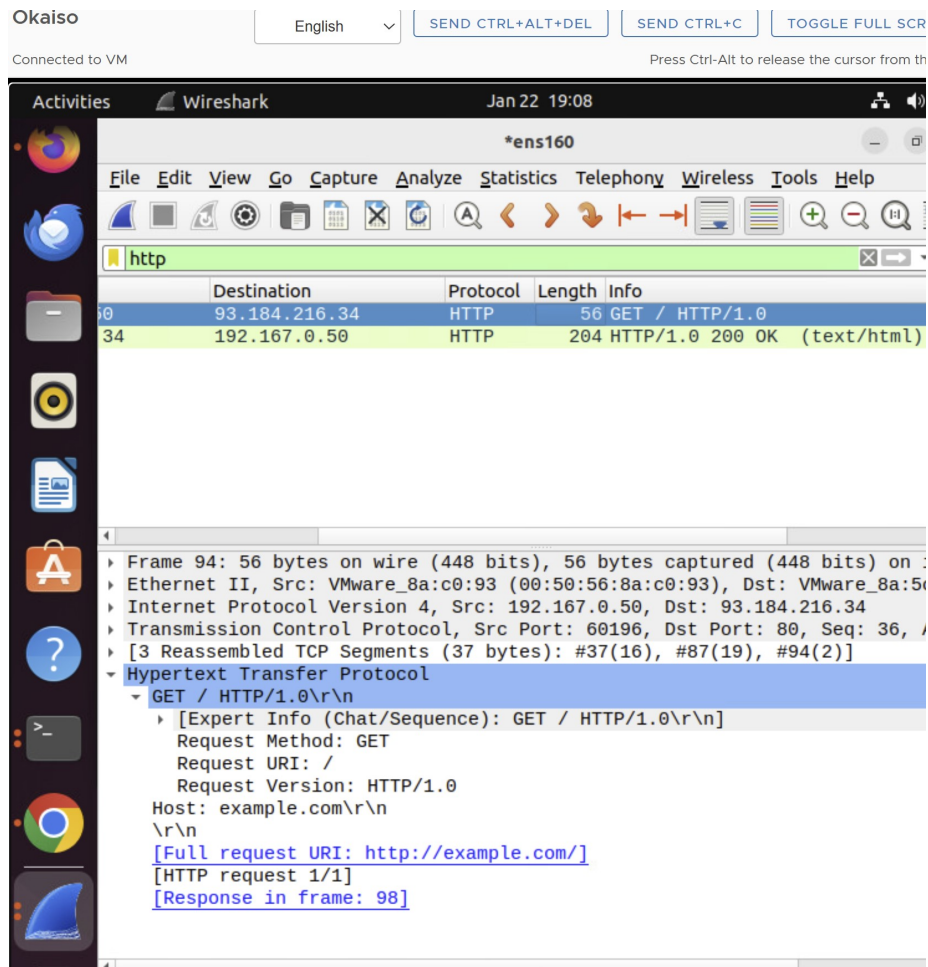 Okaiso
English
SEND CTRL+ALT+DEL
SEND CTRL+C
TOGGLE FULL SCR
Connected to VM
Press Ctrl-Alt to release the cursor from th
Activities Wireshark Jan 22 19:08
*ens160
File Edit View Go Capture Analyze Statistics Telephony Wireless Tools Help
http
Destination Protocol Length Info
50 93.184.216.34 HTTP 56 GET / HTTP/1.0
34 192.167.0.50 HTTP 204 HTTP/1.0 200 OK (text/html)
Frame 94: 56 bytes on wire (448 bits), 56 bytes captured (448 bits) on
Ethernet II, Src: VMware_8a:c0:93 (00:50:56:8a:c0:93), Dst: VMware_8a:5c
Internet Protocol Version 4, Src: 192.167.0.50, Dst: 93.184.216.34
Transmission Control Protocol, Src Port: 60196, Dst Port: 80, Seq: 36,
[3 Reassembled TCP Segments (37 bytes): #37(16), #87(19), #94(2)]
Hypertext Transfer Protocol
GET / HTTP/1.0\r\n
[Expert Info (Chat/Sequence): GET / HTTP/1.0\r\n]
Request Method: GET
Request URI: /
Request Version: HTTP/1.0
Host: example.com\r\n
\r\n
[Full request URI: http://example.com/]
[HTTP request 1/1]
[Response in frame: 98]